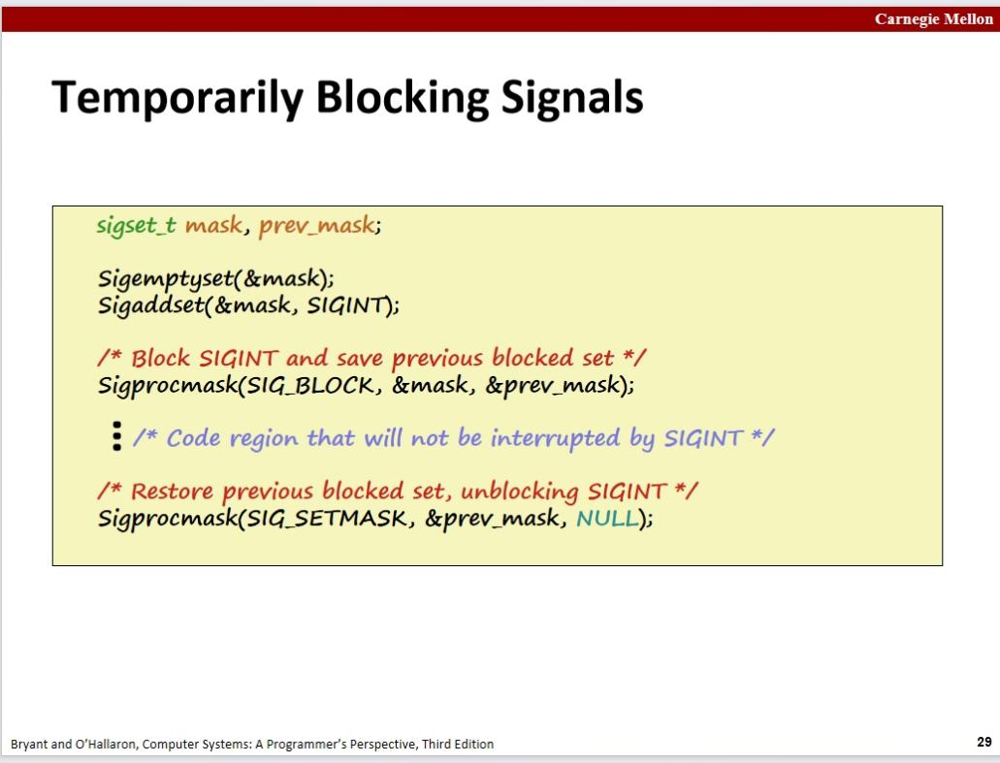 Carnegie Mellon
Temporarily Blocking Signals
sigset_t mask, prev_mask;
Sigemptyset(&mask);
Sigaddset(&mask, SIGINT);
/* Block SIGINT and save previous blocked set */
Sigprocmask(SIG_BLOCK, &mask, &prev_mask);
/* Code region that will not be interrupted by SIGINT */
/* Restore previous blocked set, unblocking SIGINT */
Sigprocmask(SIG_SETMASK, &prev_mask, NULL);
Bryant and O’Hallaron, Computer Systems: A Programmer’s Perspective, Third Edition
29